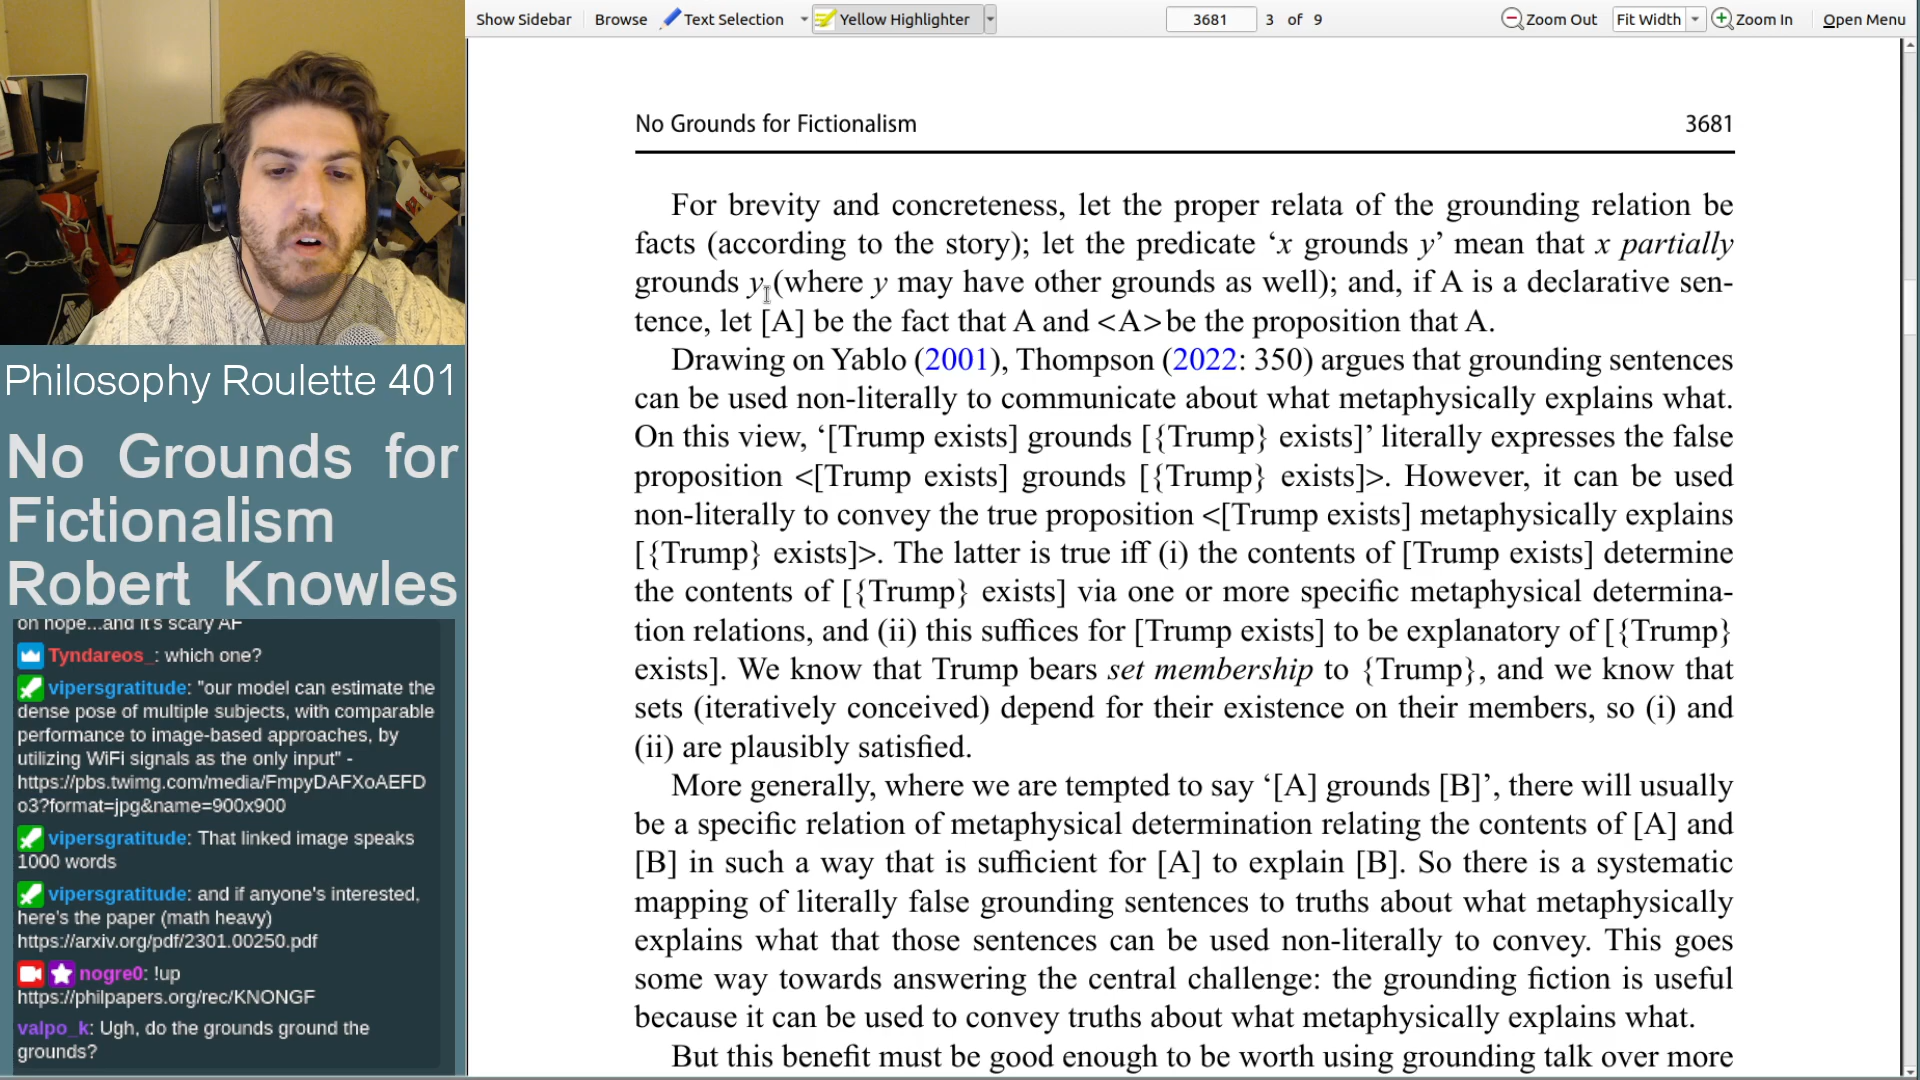 Show Sidebar Browse Text Selection Yellow Highlighter 3681 3 of 9 Zoom Out Fit Width Zoom In Open Menu
No Grounds for Fictionalism 3681
For brevity and concreteness, let the proper relata of the grounding relation be
facts (according to the story); let the predicate ‘x grounds y’ mean that x partially
grounds y (where y may have other grounds as well); and, if A is a declarative sen-
tence, let [A] be the fact that A and <A> be the proposition that A.
Drawing on Yablo (2001), Thompson (2022: 350) argues that grounding sentences
can be used non-literally to communicate about what metaphysically explains what.
On this view, ‘[Trump exists] grounds [{Trump} exists]’ literally expresses the false
proposition <[Trump exists] grounds [{Trump} exists]>. However, it can be used
non-literally to convey the true proposition <[Trump exists] metaphysically explains
[{Trump} exists]>. The latter is true iff (i) the contents of [Trump exists] determine
the contents of [{Trump} exists] via one or more specific metaphysical determina-
tion relations, and (ii) this suffices for [Trump exists] to be explanatory of [{Trump}
exists]. We know that Trump bears set membership to {Trump}, and we know that
sets (iteratively conceived) depend for their existence on their members, so (i) and
(ii) are plausibly satisfied.
More generally, where we are tempted to say ‘[A] grounds [B]’, there will usually
be a specific relation of metaphysical determination relating the contents of [A] and
[B] in such a way that is sufficient for [A] to explain [B]. So there is a systematic
mapping of literally false grounding sentences to truths about what metaphysically
explains what that those sentences can be used non-literally to convey. This goes
some way towards answering the central challenge: the grounding fiction is useful
because it can be used to convey truths about what metaphysically explains what.
But this benefit must be good enough to be worth using grounding talk over more
Philosophy Roulette 401
No Grounds for
Fictionalism
Robert Knowles
on hope...and it's scary AF
Tyndareos_: which one?
vipersgratitude: "our model can estimate the
dense pose of multiple subjects, with comparable
performance to image-based approaches, by
utilizing WiFi signals as the only input" -
https://pbs.twimg.com/media/FmpyDAFXoAEFD
o3?format=jpg&name=900x900
vipersgratitude: That linked image speaks
1000 words
vipersgratitude: and if anyone's interested,
here's the paper (math heavy)
https://arxiv.org/pdf/2301.00250.pdf
nogre0: !up
https://philpapers.org/rec/KNONGF
valpo_k: Ugh, do the grounds ground the
grounds?